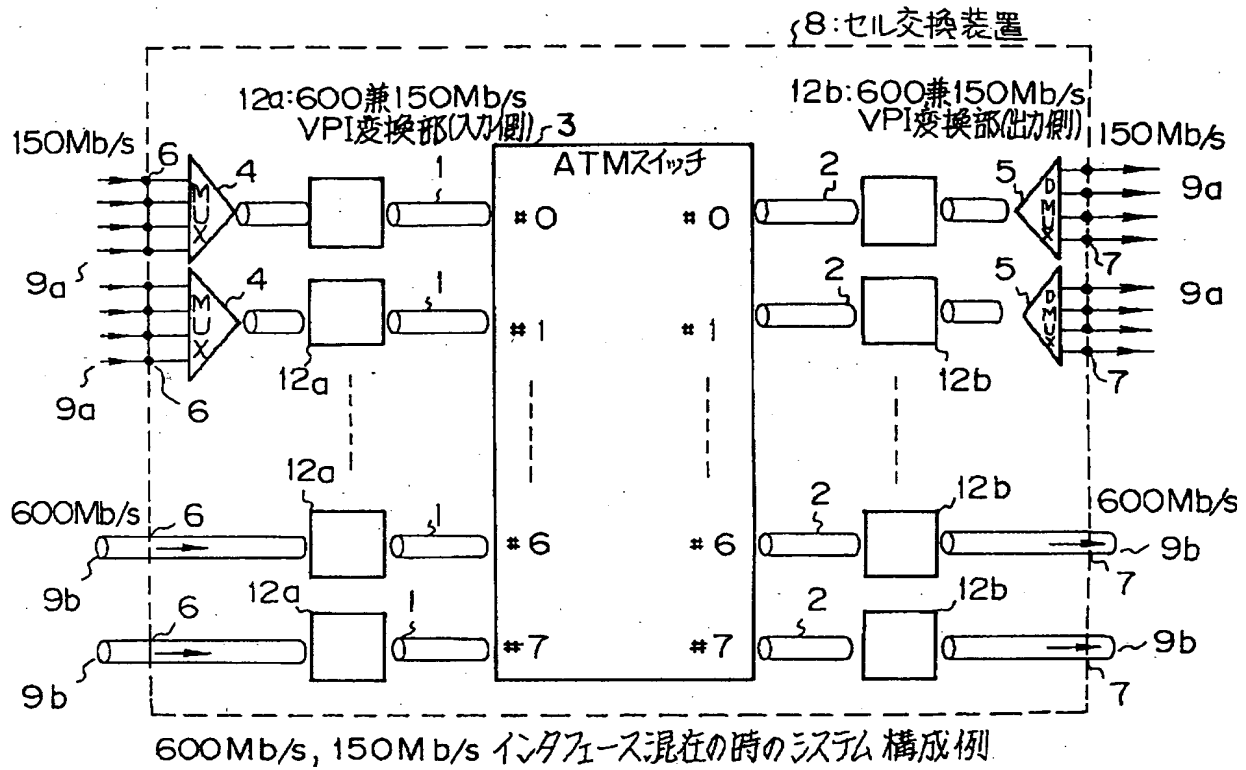 8:セル交換装置
12a:600兼150Mb/s
VPI変換部(入力側)
12b:600兼150Mb/s
VPI変換部(出力側)
3
150Mb/s
150Mb/s
ATMスイッチ
6
4
MUX
1
#0
#0
2
5
DMUX
9a
7
9a
4
MUX
12a
1
#1
#1
2
12b
5
DMUX
9a
7
9a
6
600Mb/s
6
9b
12a
1
#6
#6
2
12b
600Mb/s
9b
7
6
9b
12a
1
#7
#7
2
12b
9b
7
600Mb/s, 150Mb/s インタフェース混在の時のシステム構成例